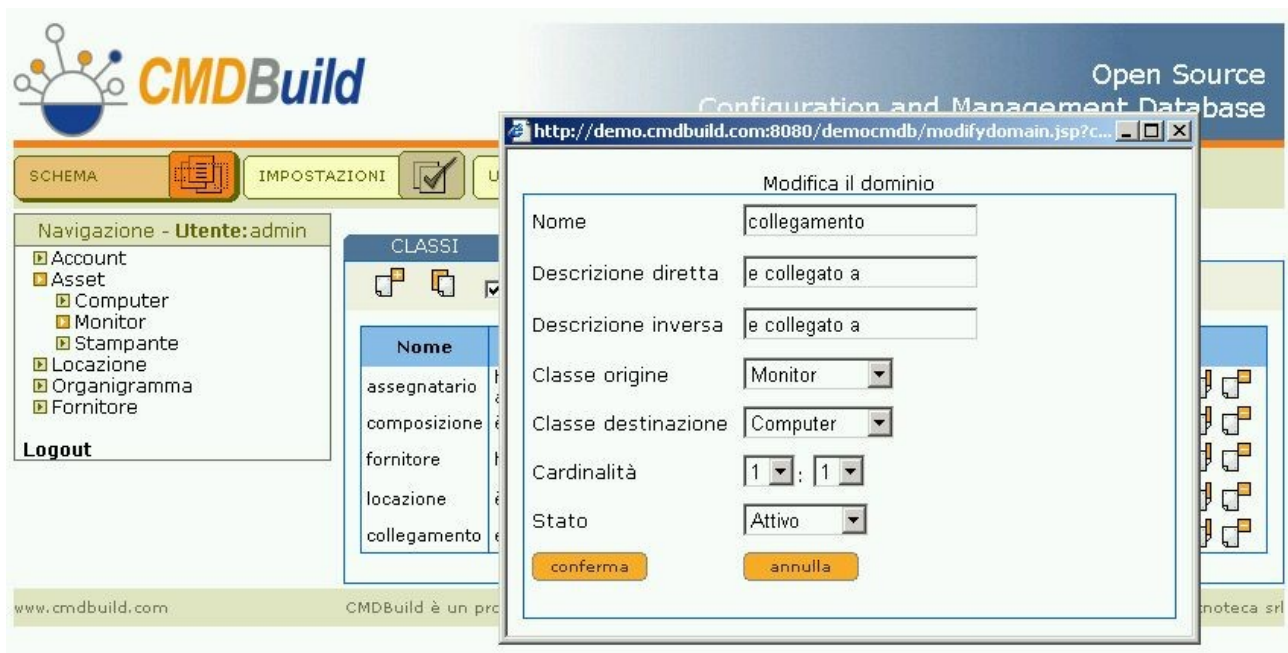 CMDBuild
Open Source
Configuration and Management Database
http://demo.cmdbuild.com:8080/democmdb/modifydomain.jsp?c...
SCHEMA
IMPOSTAZIONI
Navigazione - Utente: admin
Account
Asset
Computer
Monitor
Stampante
Locazione
Organigramma
Fornitore
Logout
CLASSI
Nome
assegnatario
composizione
fornitore
locazione
collegamento
Modifica il dominio
Nome collegamento
Descrizione diretta e collegato a
Descrizione inversa e collegato a
Classe origine Monitor
Classe destinazione Computer
Cardinalità 1 : 1
Stato Attivo
conferma annulla
www.cmdbuild.com
CMDBuild è un
srl